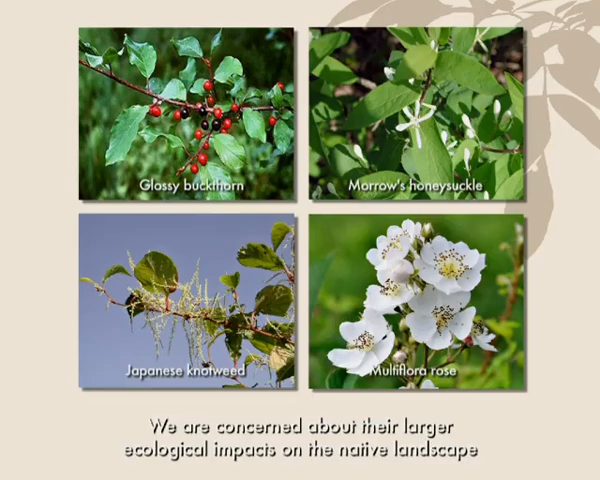 Glossy buckthorn
Morrow's honeysuckle
Japanese knotweed
Multiflora rose
We are concerned about their larger
ecological impacts on the native landscape